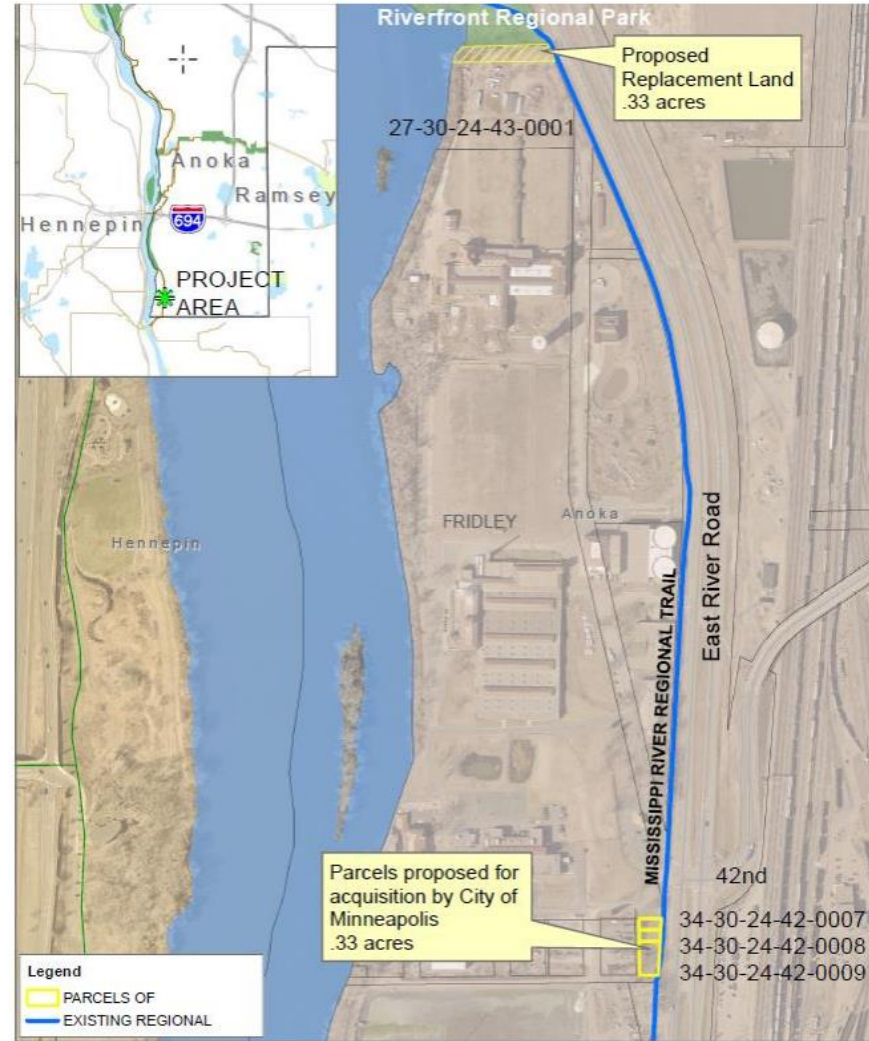 Riverfront Regional Park
Proposed
Replacement Land
.33 acres
27-30-24-43-0001
Anoka
Ramsey
Hennepin
694
PROJECT
AREA
Hennepin
FRIDLEY
Anoka
MISSISSIPPI RIVER REGIONAL TRAIL
East River Road
Parcels proposed for
acquisition by City of
Minneapolis
.33 acres
42nd
34-30-24-42-0007
34-30-24-42-0008
34-30-24-42-0009
Legend
PARCELS OF
EXISTING REGIONAL